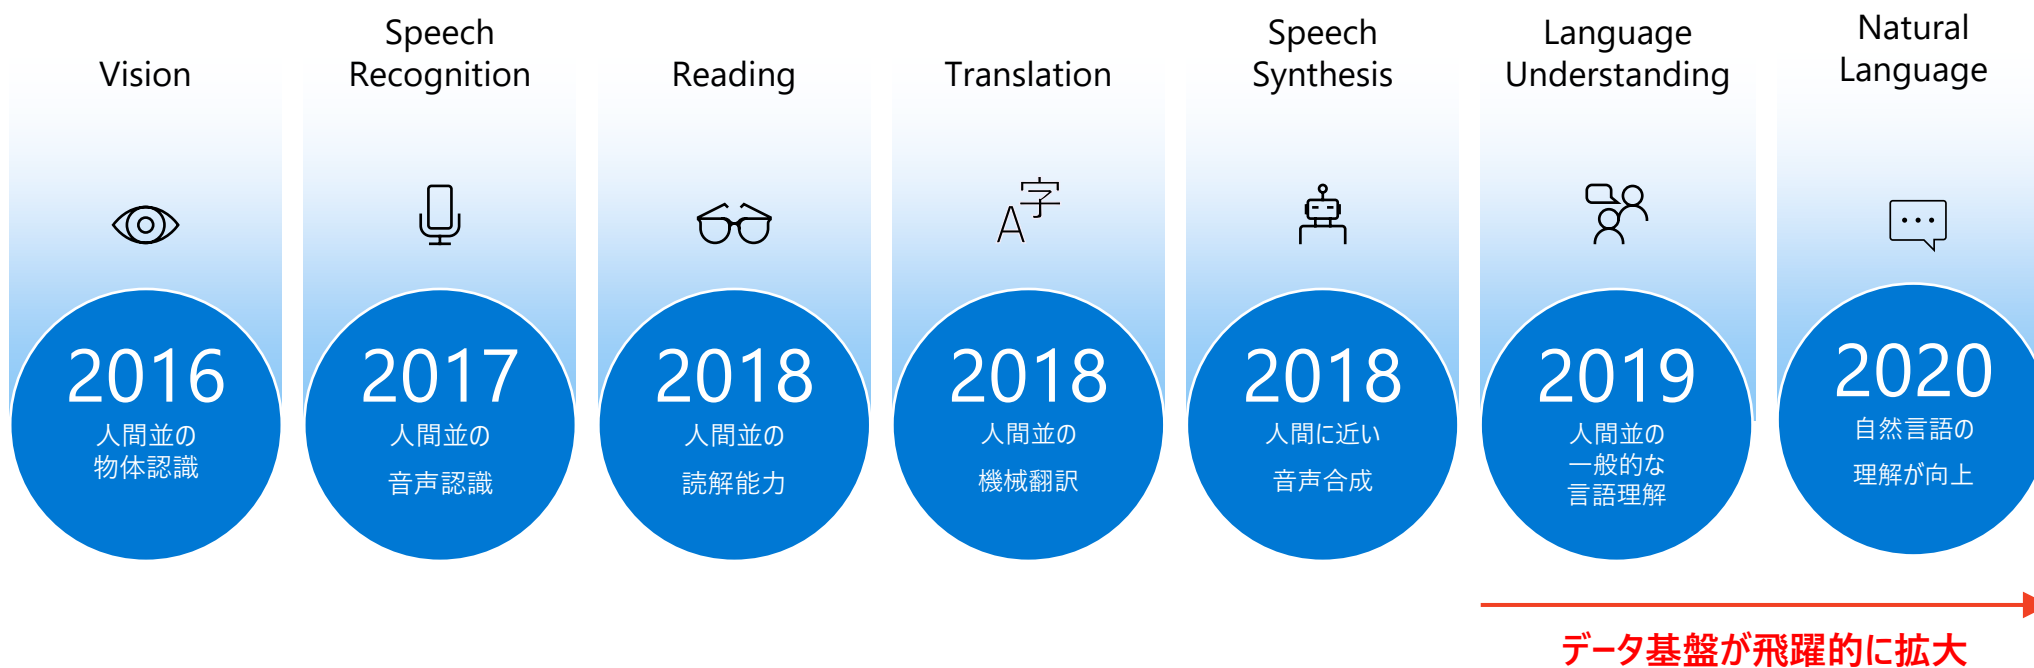 Vision
Speech
Recognition
Reading
Translation
Speech
Synthesis
Language
Understanding
Natural
Language
A字
2016
人間並の
物体認識
2017
人間並の
音声認識
2018
人間並の
読解能力
2018
人間並の
機械翻訳
2018
人間に近い
音声合成
2019
人間並の
一般的な
言語理解
2020
自然言語の
理解が向上
データ基盤が飛躍的に拡大